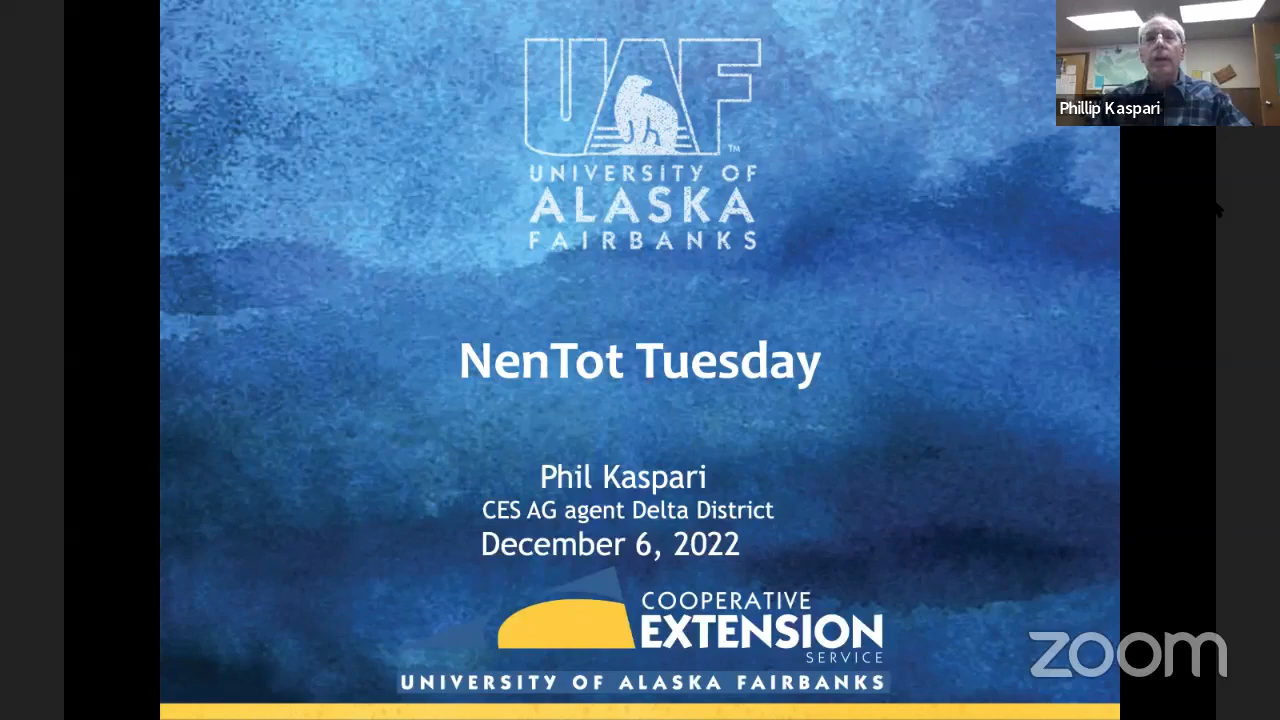 UAF
TM
UNIVERSITY OF
ALASKA
FAIRBANKS
Phillip Kaspari
NenTot Tuesday
Phil Kaspari
CES AG agent Delta District
December 6, 2022
COOPERATIVE
EXTENSION
SERVICE
UNIVERSITY OF ALASKA FAIRBANKS
zoom